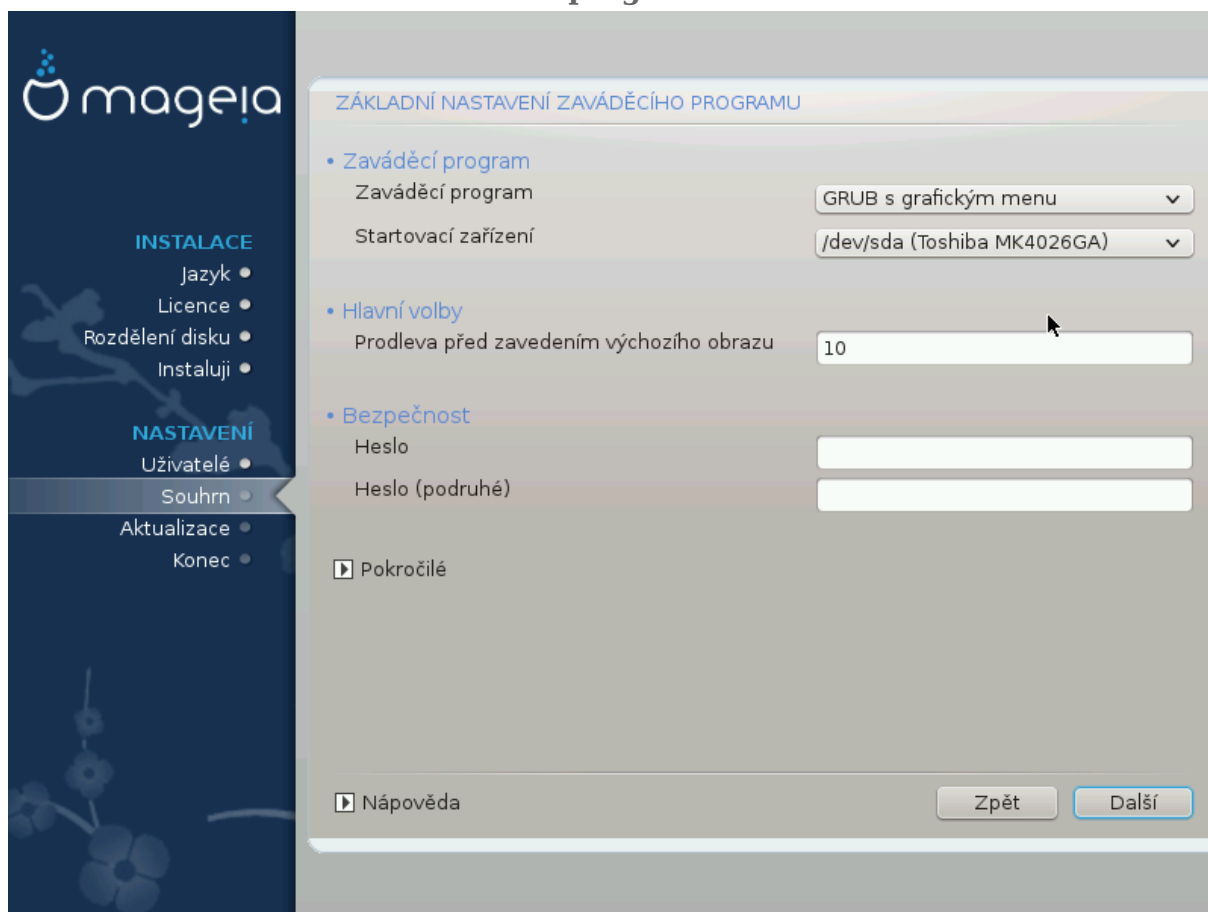 mageia
INSTALACE
Jazyk
Licence
Rozdělení disku
Instaluji
NASTAVENÍ
Uživatelé
Souhrn
Aktualizace
Konec
ZÁKLADNÍ NASTAVENÍ ZAVÁDĚCÍHO PROGRAMU
• Zaváděcí program
Zaváděcí program
GRUB s grafickým menu
Startovací zařízení
/dev/sda (Toshiba MK4026GA)
• Hlavní volby
Prodleva před zavedením výchozího obrazu
10
• Bezpečnost
Heslo
Heslo (podruhé)
Pokročilé
Nápověda
Zpět
Další